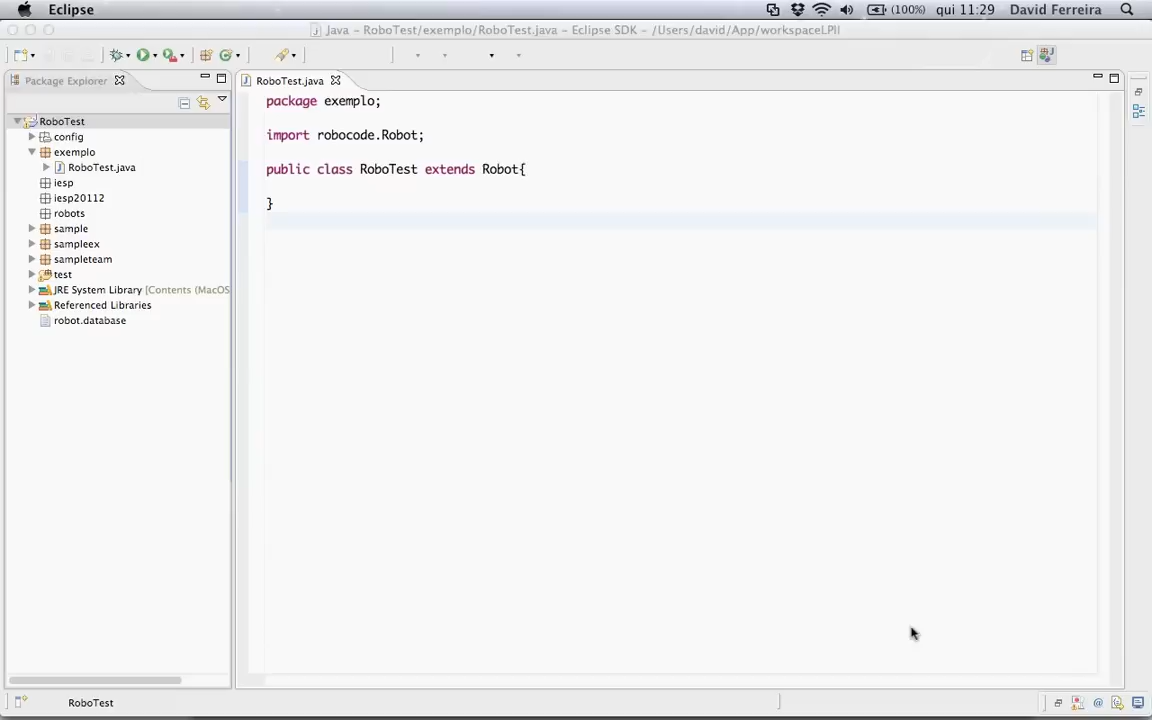 Eclipse
(100%)
qui 11:29
David Ferreira
Java – RoboTest/exemplo/RoboTest.java – Eclipse SDK – /Users/david/App/workspaceLPII
Package Explorer
RoboTest.java
RoboTest
config
exemplo
RoboTest.java
iesp
iesp20112
robots
sample
sampleex
sampleteam
test
JRE System Library [Contents (MacOS
Referenced Libraries
robot.database
package exemplo;
import robocode.Robot;
public class RoboTest extends Robot{
}
RoboTest